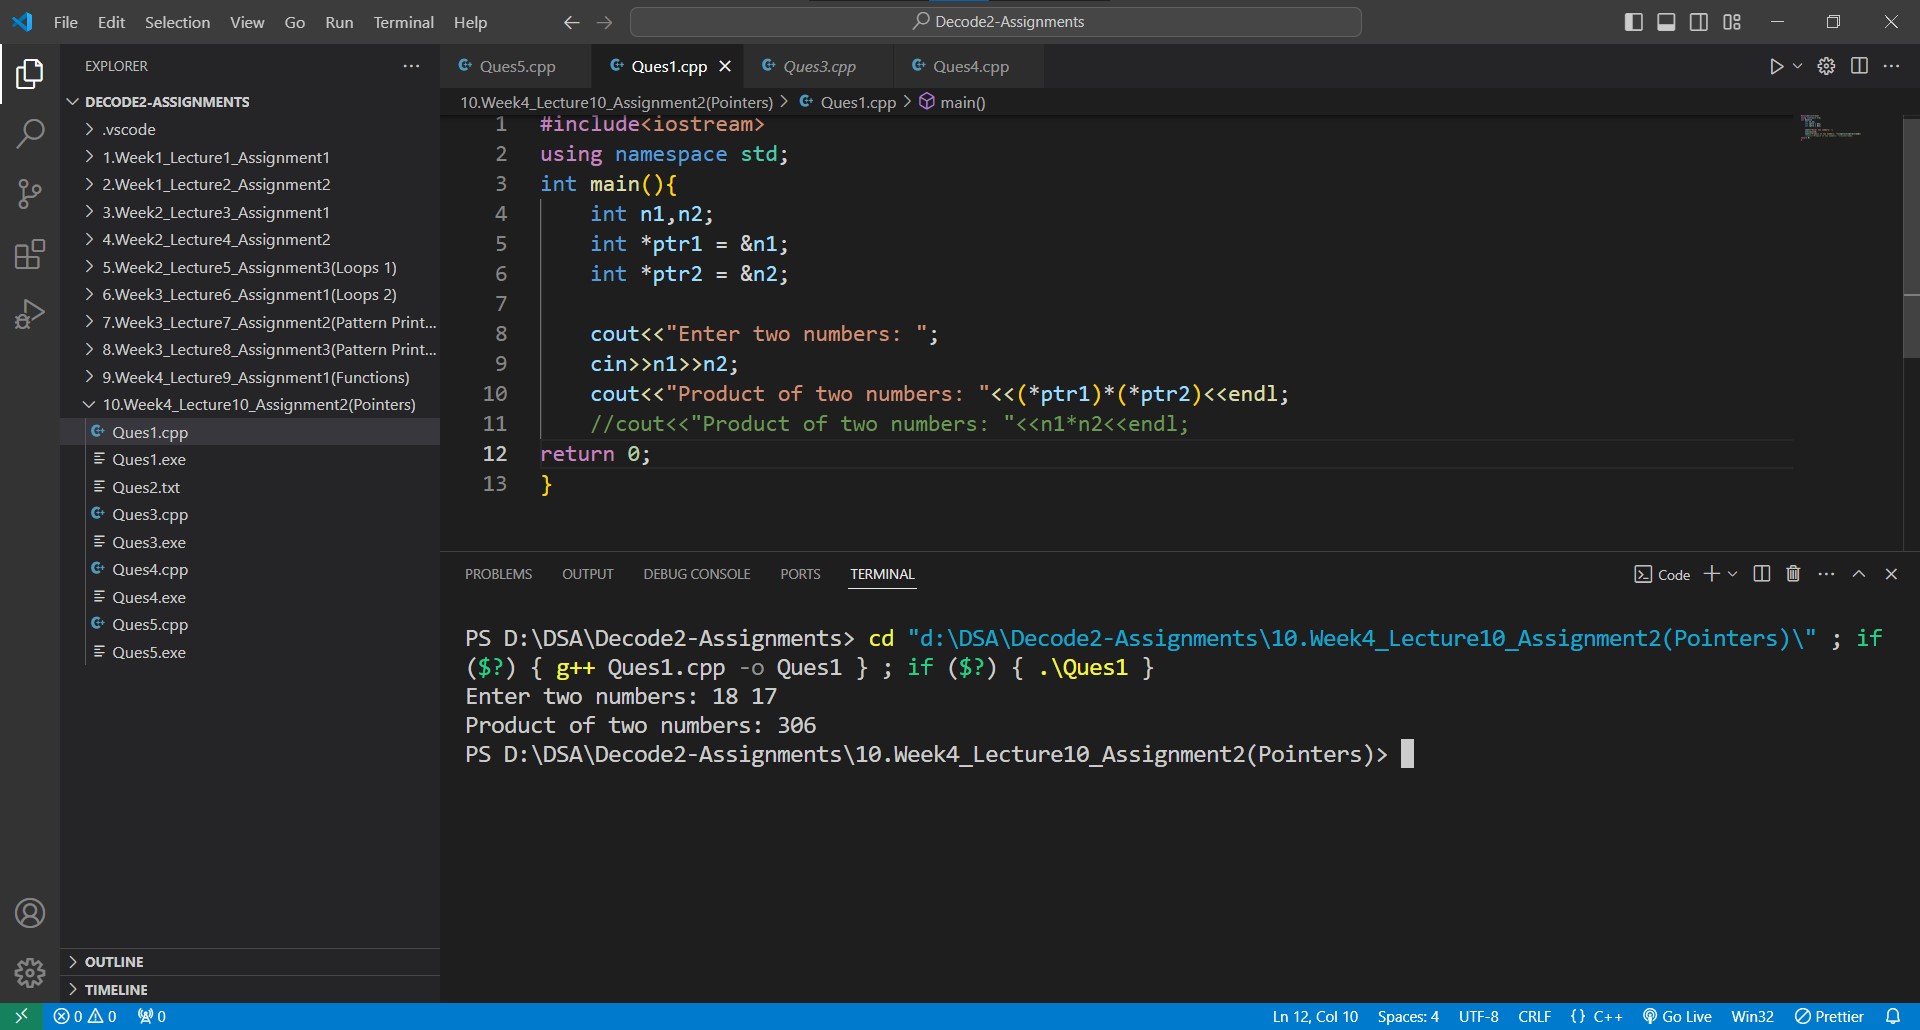 File Edit Selection View Go Run Terminal Help
Decode2-Assignments
EXPLORER
DECODE2-ASSIGNMENTS
.vscode
1.Week1_Lecture1_Assignment1
2.Week1_Lecture2_Assignment2
3.Week2_Lecture3_Assignment1
4.Week2_Lecture4_Assignment2
5.Week2_Lecture5_Assignment3(Loops 1)
6.Week3_Lecture6_Assignment1(Loops 2)
7.Week3_Lecture7_Assignment2(Pattern Print...
8.Week3_Lecture8_Assignment3(Pattern Print...
9.Week4_Lecture9_Assignment1(Functions)
10.Week4_Lecture10_Assignment2(Pointers)
Ques1.cpp
Ques1.exe
Ques2.txt
Ques3.cpp
Ques3.exe
Ques4.cpp
Ques4.exe
Ques5.cpp
Ques5.exe
OUTLINE
TIMELINE
Ques5.cpp Ques1.cpp Ques3.cpp Ques4.cpp
10.Week4_Lecture10_Assignment2(Pointers) > Ques1.cpp > main()
1 #include<iostream>
2 using namespace std;
3 int main(){
4 int n1,n2;
5 int *ptr1 = &n1;
6 int *ptr2 = &n2;
7
8 cout<<"Enter two numbers: ";
9 cin>>n1>>n2;
10 cout<<"Product of two numbers: "<<(*ptr1)*(*ptr2)<<endl;
11 //cout<<"Product of two numbers: "<<n1*n2<<endl;
12 return 0;
13 }
PROBLEMS OUTPUT DEBUG CONSOLE PORTS TERMINAL
Code
PS D:\DSA\Decode2-Assignments> cd "d:\DSA\Decode2-Assignments\10.Week4_Lecture10_Assignment2(Pointers)\" ; if
($?) { g++ Ques1.cpp -o Ques1 } ; if ($?) { .\Ques1 }
Enter two numbers: 18 17
Product of two numbers: 306
PS D:\DSA\Decode2-Assignments\10.Week4_Lecture10_Assignment2(Pointers)>
0 0 0
Ln 12, Col 10 Spaces: 4 UTF-8 CRLF {} C++ Go Live Win32 Prettier